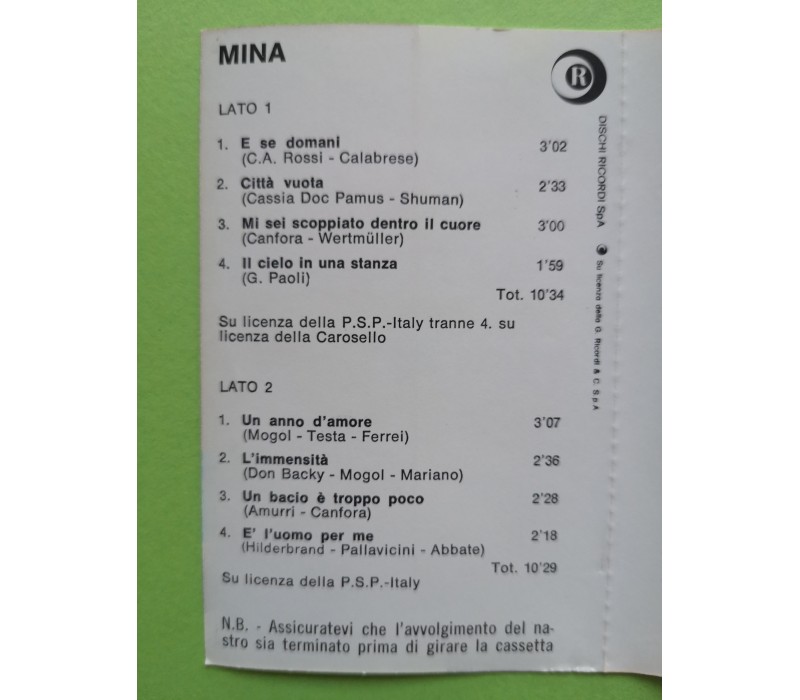 MINA
R
LATO 1
1. E se domani 3'02
(C.A. Rossi - Calabrese)
2. Città vuota 2'33
(Cassia Doc Pamus - Shuman)
3. Mi sei scoppiato dentro il cuore 3'00
(Canfora - Wertmüller)
4. Il cielo in una stanza 1'59
(G. Paoli)
Tot. 10'34
Su licenza della P.S.P.-Italy tranne 4. su
licenza della Carosello
LATO 2
1. Un anno d'amore 3'07
(Mogol - Testa - Ferrei)
2. L'immensità 2'36
(Don Backy - Mogol - Mariano)
3. Un bacio è troppo poco 2'28
(Amurri - Canfora)
4. E' l'uomo per me 2'18
(Hilderbrand - Pallavicini - Abbate)
Tot. 10'29
Su licenza della P.S.P.-Italy
N.B. - Assicuratevi che l'avvolgimento del na-
stro sia terminato prima di girare la cassetta
DISCHI RICORDI SpA Su licenza della G. Ricordi & C. S.p.A